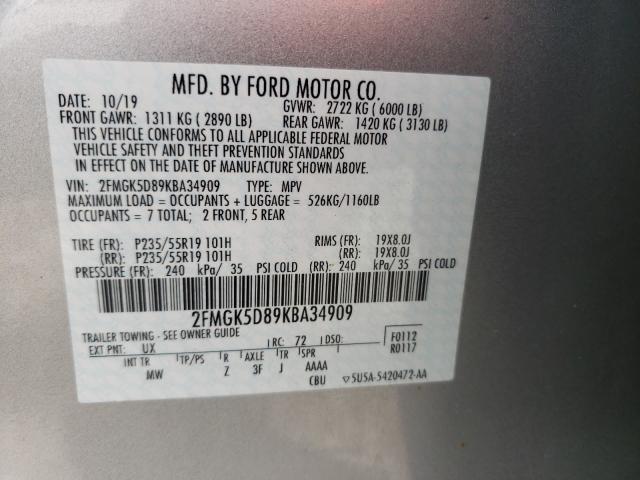 MFD. BY FORD MOTOR CO.
DATE: 10/19 GVWR: 2722 KG (6000 LB)
FRONT GAWR: 1311 KG (2890 LB) REAR GAWR: 1420 KG (3130 LB)
THIS VEHICLE CONFORMS TO ALL APPLICABLE FEDERAL MOTOR
VEHICLE SAFETY AND THEFT PREVENTION STANDARDS
IN EFFECT ON THE DATE OF MANUFACTURE SHOWN ABOVE.
VIN: 2FMGK5D89KBA34909 TYPE: MPV
MAXIMUM LOAD = OCCUPANTS + LUGGAGE = 526KG/1160LB
OCCUPANTS = 7 TOTAL; 2 FRONT, 5 REAR
TIRE (FR): P235/55R19 101H RIMS (FR): 19X8.0J
(RR): P235/55R19 101H (RR): 19X8.0J
PRESSURE (FR): 240 kPa/ 35 PSI COLD (RR): 240 kPa/ 35 PSI COLD
2FMGK5D89KBA34909
TRAILER TOWING - SEE OWNER GUIDE
EXT PNT: UX RC: 72 DSO: F0112
INT TR TP/PS R AXLE TR SPR R0117
MW Z 3F J AAAA
CBU ▽5U5A-5420472-AA